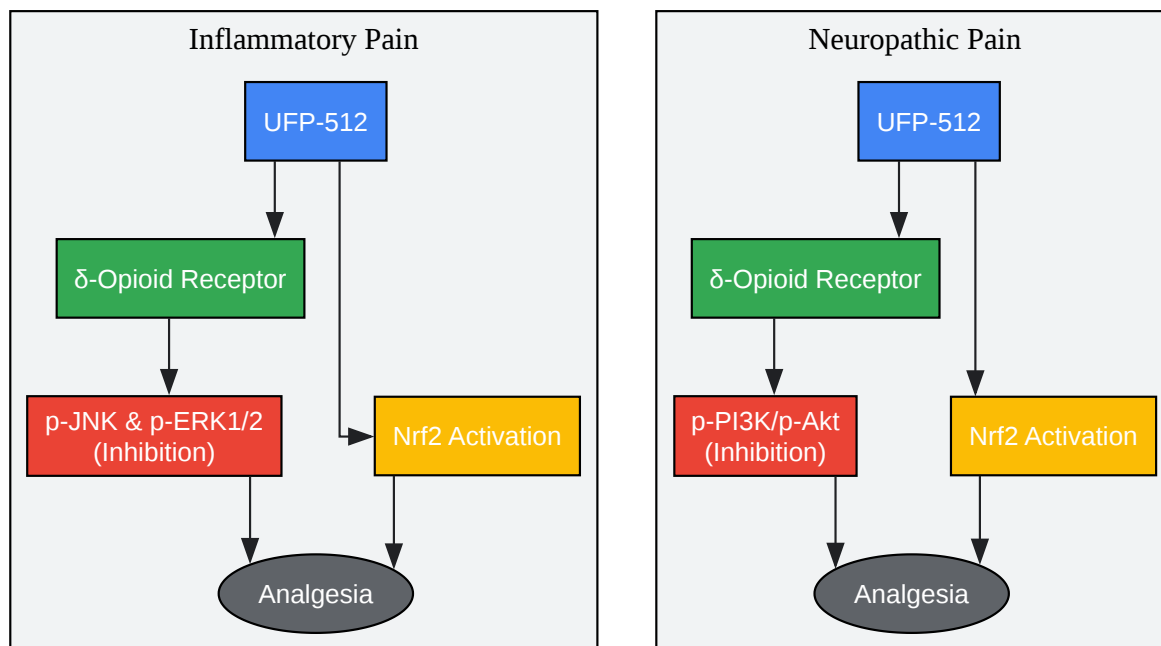 Inflammatory Pain
UFP-512
δ-Opioid Receptor
p-JNK & p-ERK1/2
(Inhibition)
Nrf2 Activation
Analgesia
Neuropathic Pain
UFP-512
δ-Opioid Receptor
p-PI3K/p-Akt
(Inhibition)
Nrf2 Activation
Analgesia